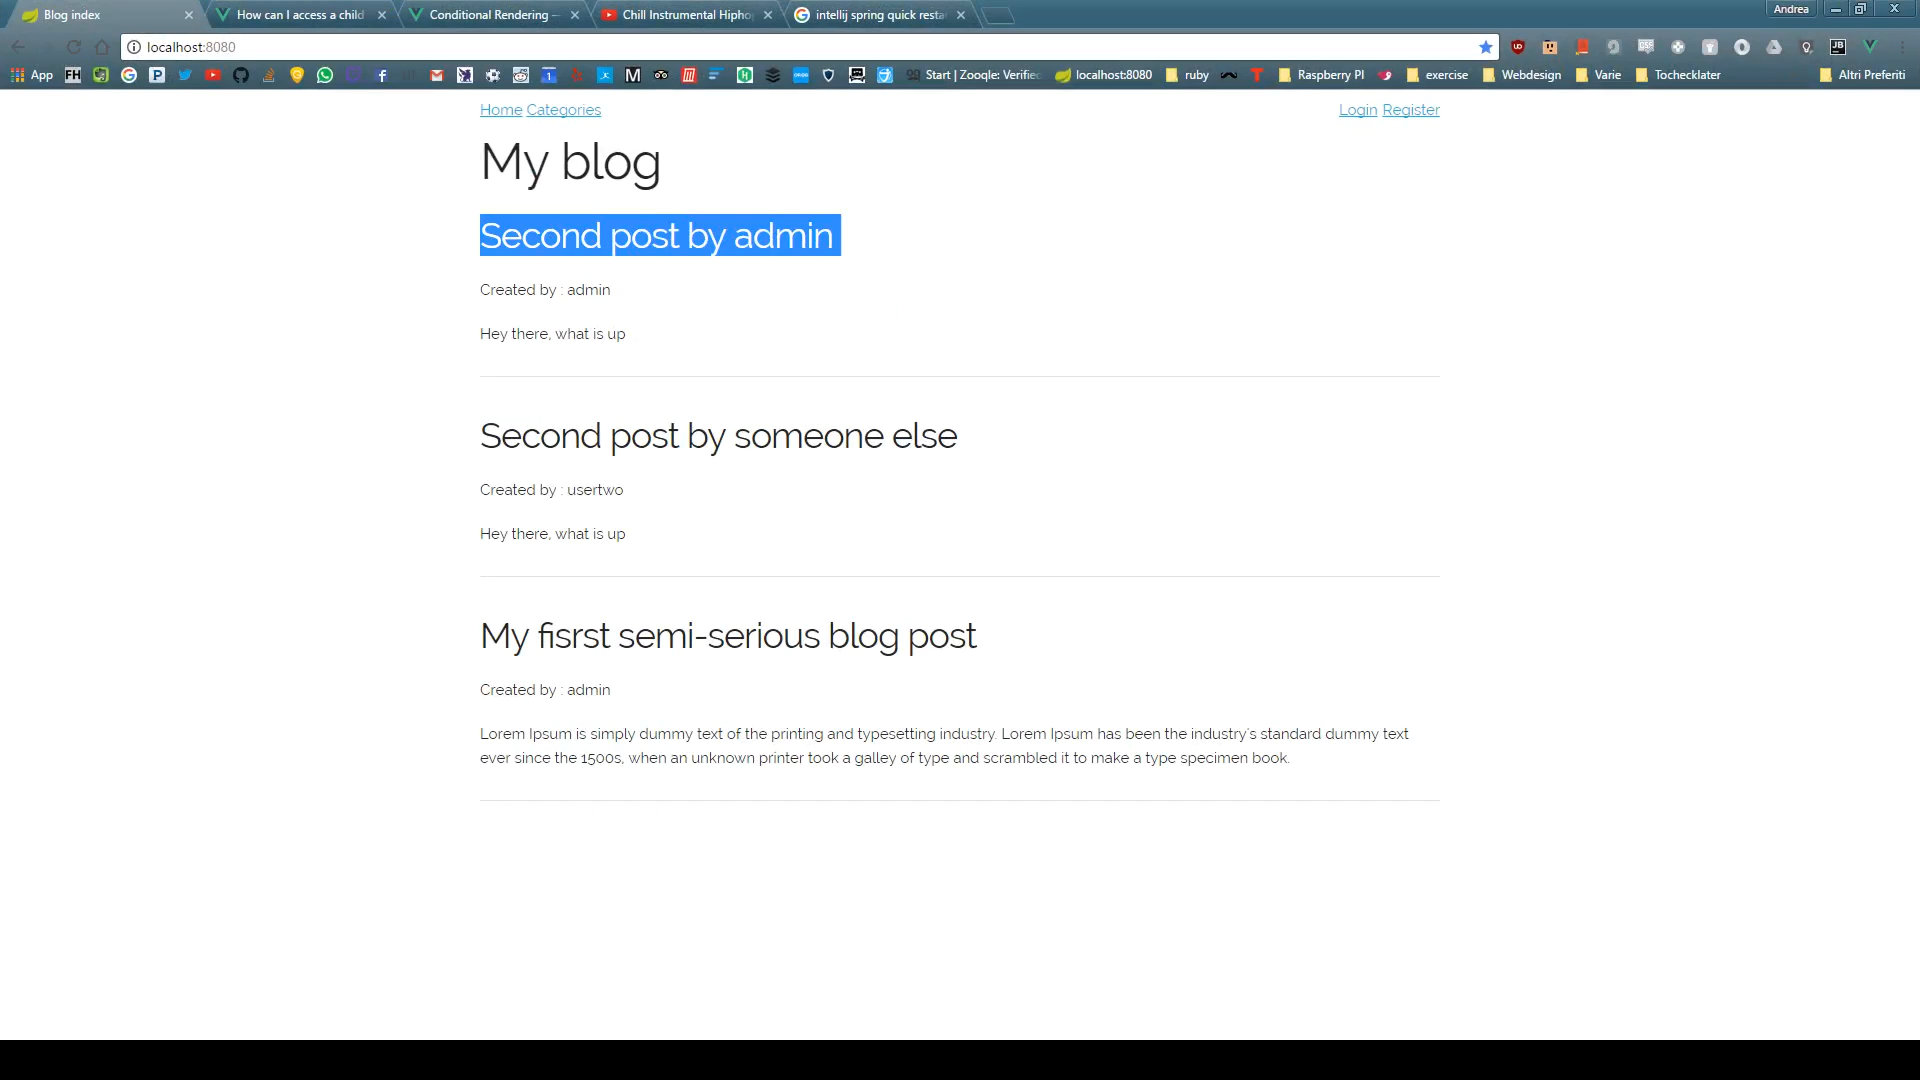 Blog index
How can I access a child
Conditional Rendering –
Chill Instrumental Hipho
intellij spring quick resta
Andrea
localhost:8080
App
Start | Zooqle: Verifie
localhost:8080
ruby
Raspberry PI
exercise
Webdesign
Varie
Tochecklater
Altri Preferiti
Home Categories
Login Register
My blog
Second post by admin
Created by : admin
Hey there, what is up
Second post by someone else
Created by : usertwo
Hey there, what is up
My fisrst semi-serious blog post
Created by : admin
Lorem Ipsum is simply dummy text of the printing and typesetting industry. Lorem Ipsum has been the industry's standard dummy text
ever since the 1500s, when an unknown printer took a galley of type and scrambled it to make a type specimen book.